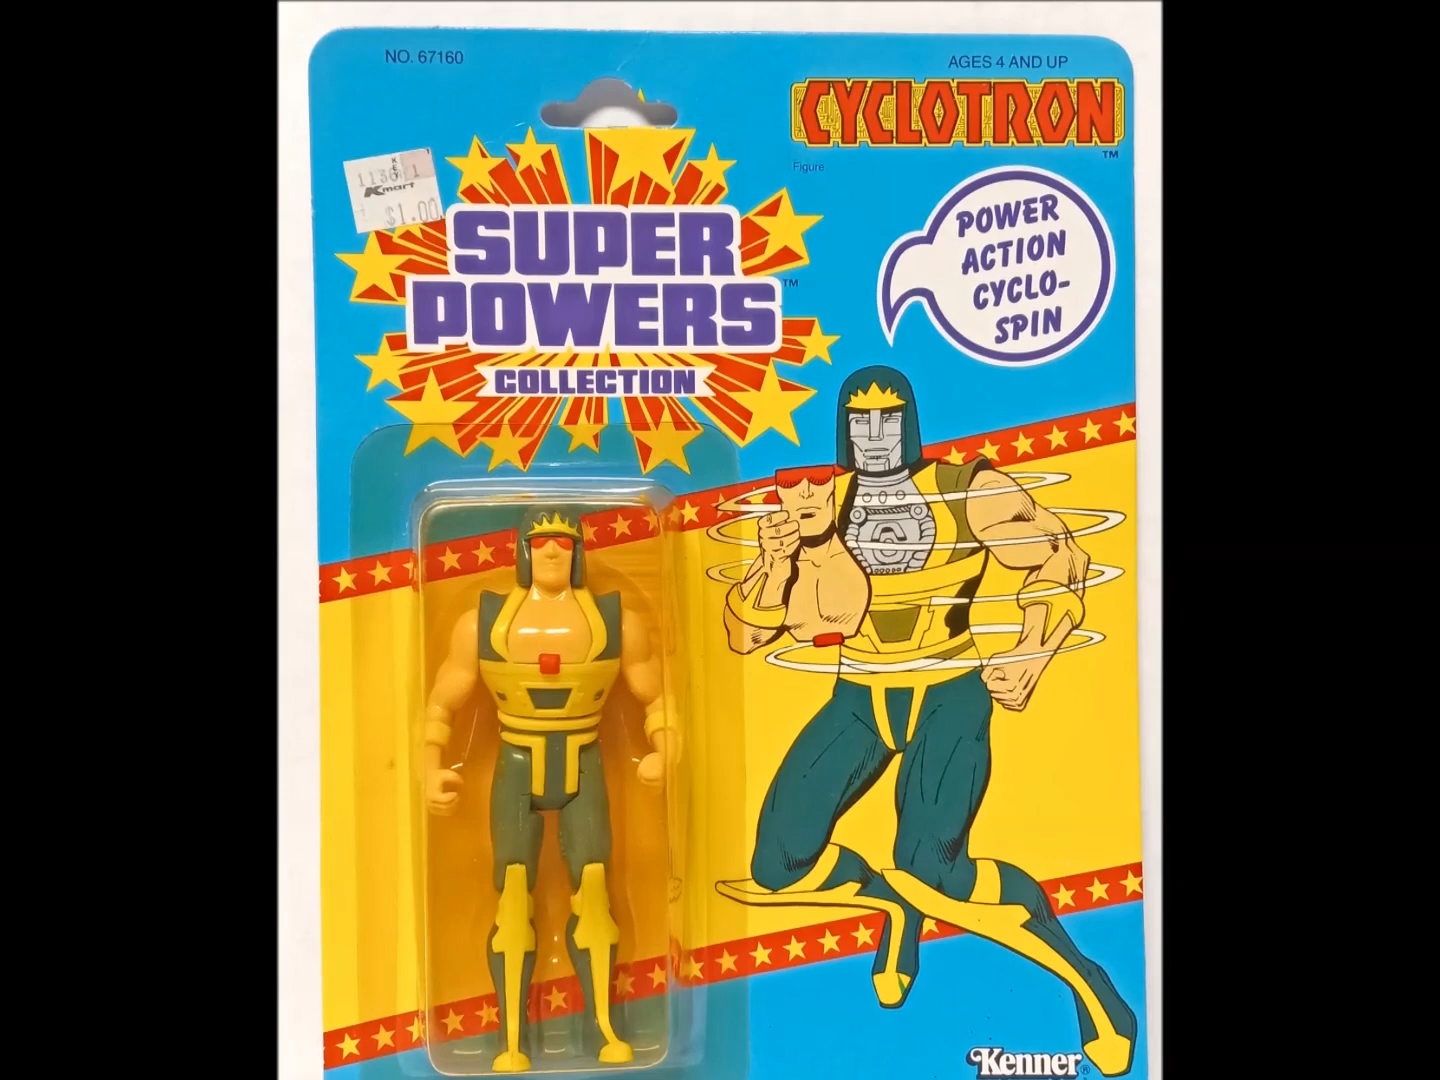 NO. 67160
AGES 4 AND UP
CYCLOTRON
TM
Figure
Kmart
$1.00
SUPER
POWERS
TM
COLLECTION
POWER
ACTION
CYCLO-
SPIN
Kenner®